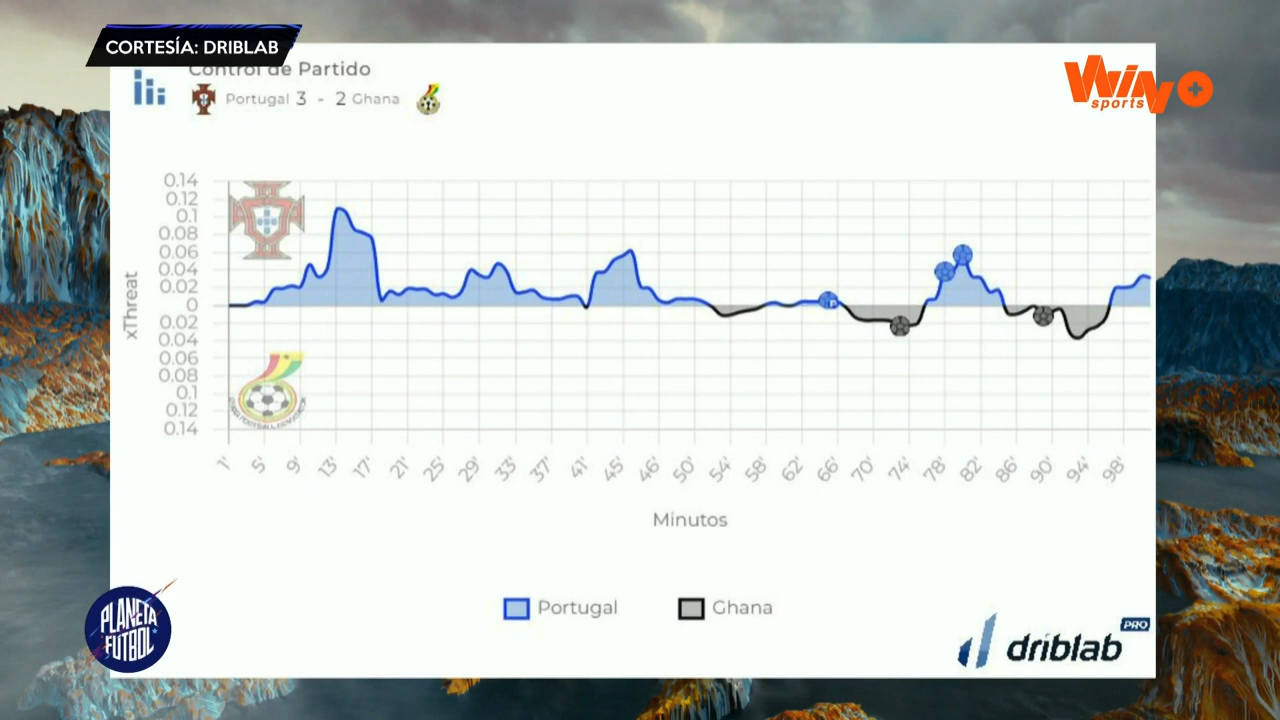 CORTESÍA: DRIBLAB
Control de Partido
Portugal 3 - 2 Ghana
WIN+
sports
0.14
0.12
0.1
0.08
0.06
0.04
0.02
0
0.02
0.04
0.06
0.08
0.1
0.12
0.14
xThreat
1' 5' 9' 13' 17' 21' 25' 29' 33' 37' 41' 45' 46' 50' 54' 58' 62' 66' 70' 74' 78' 82' 86' 90' 94' 98'
Minutos
Portugal Ghana
PLANETA
FÚTBOL
driblab PRO